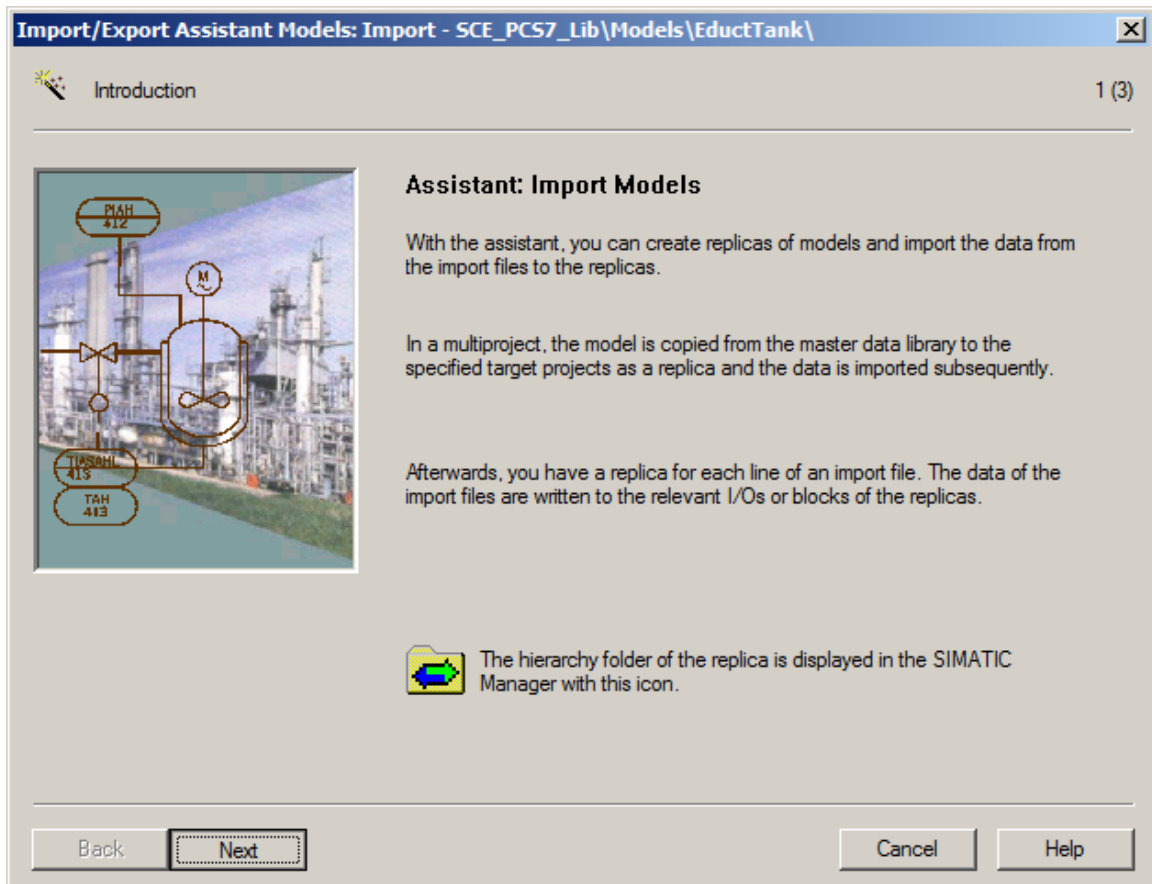 Import/Export Assistant Models: Import - SCE_PCS7_Lib\Models\EductTank\
Introduction
1 (3)
PIAH
412
M
TIASAHL
413
TAH
413
Assistant: Import Models
With the assistant, you can create replicas of models and import the data from
the import files to the replicas.
In a multiproject, the model is copied from the master data library to the
specified target projects as a replica and the data is imported subsequently.
Afterwards, you have a replica for each line of an import file. The data of the
import files are written to the relevant I/Os or blocks of the replicas.
The hierarchy folder of the replica is displayed in the SIMATIC
Manager with this icon.
Back
Next
Cancel
Help